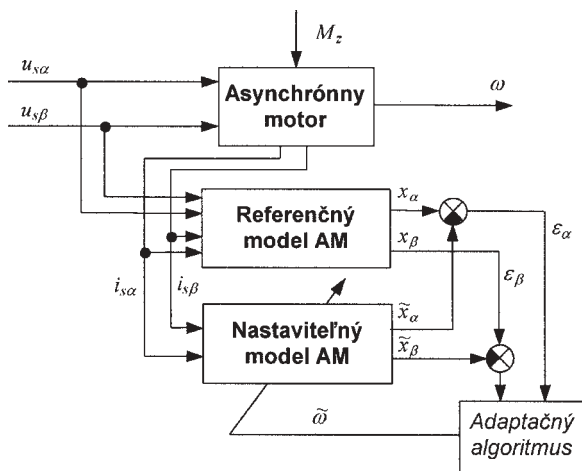 M_z
u_sα
Asynchrónny
motor
ω
u_sβ
Referenčný
model AM
x_α
x_β
ε_α
ε_β
i_sα
i_sβ
Nastaviteľný
model AM
x̃_α
x̃_β
ω̃
Adaptačný
algoritmus